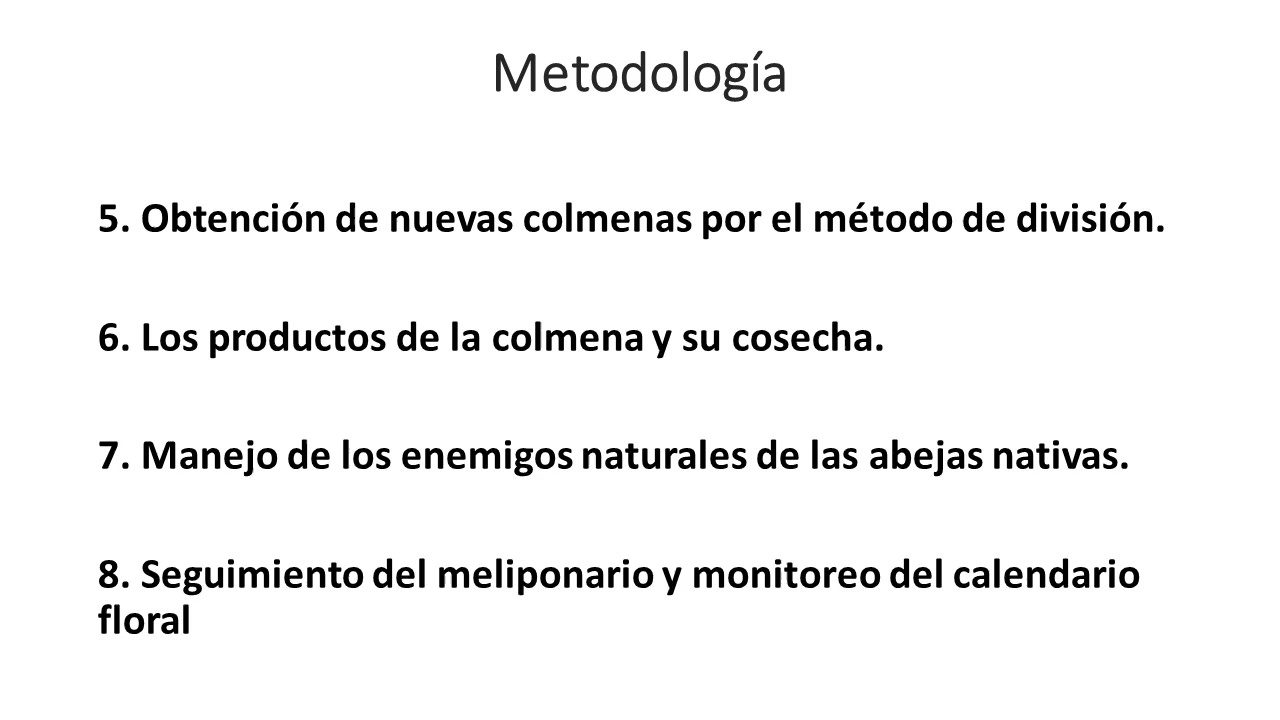 Metodología
5. Obtención de nuevas colmenas por el método de división.
6. Los productos de la colmena y su cosecha.
7. Manejo de los enemigos naturales de las abejas nativas.
8. Seguimiento del meliponario y monitoreo del calendario
floral